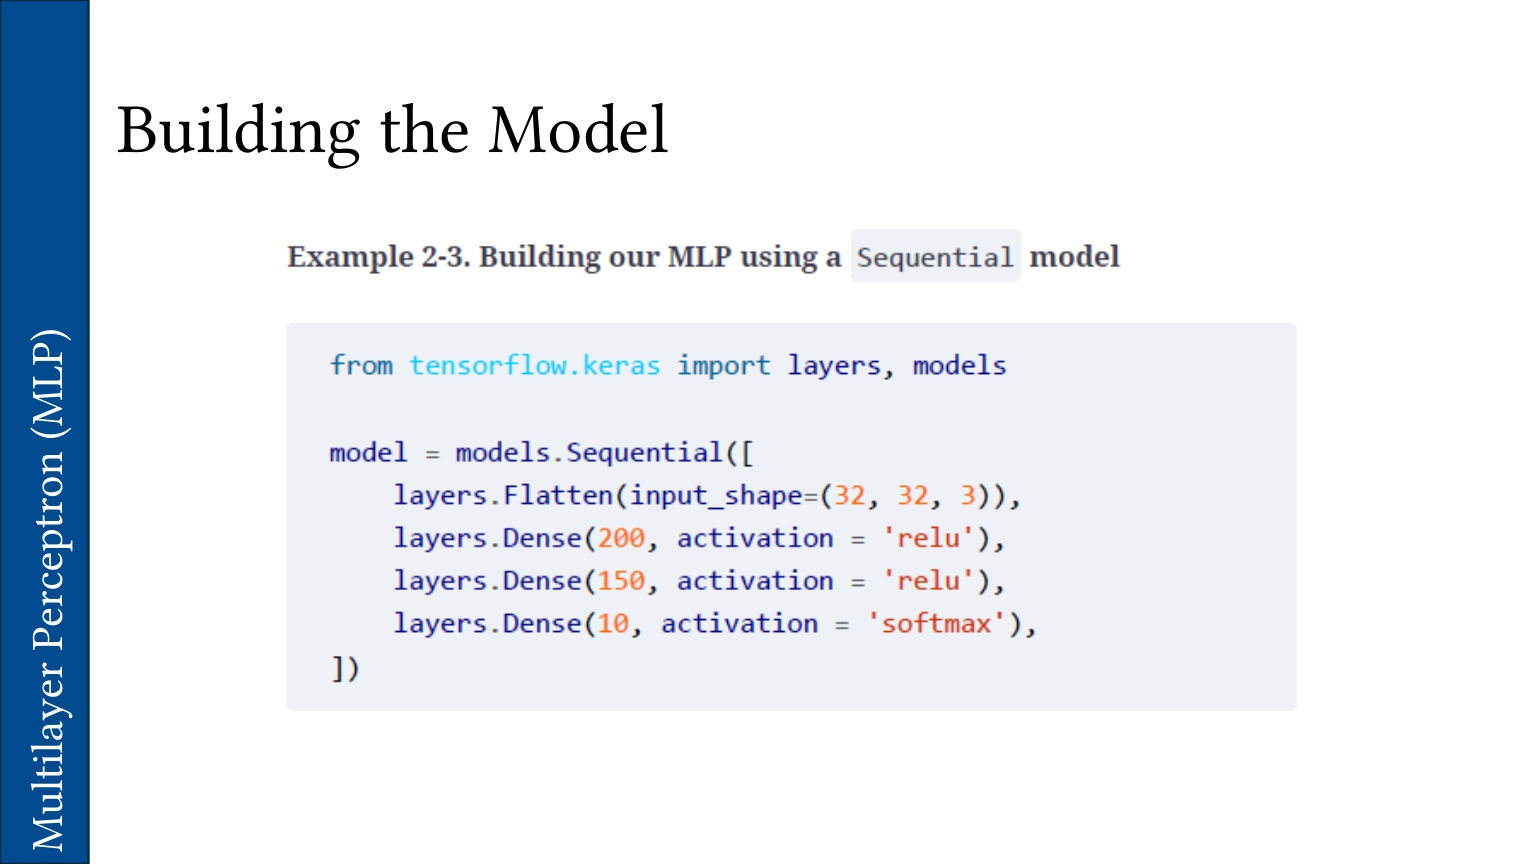 Multilayer Perceptron (MLP)
Building the Model
Example 2-3. Building our MLP using a Sequential model
from tensorflow.keras import layers, models
model = models.Sequential([
    layers.Flatten(input_shape=(32, 32, 3)),
    layers.Dense(200, activation = 'relu'),
    layers.Dense(150, activation = 'relu'),
    layers.Dense(10, activation = 'softmax'),
])